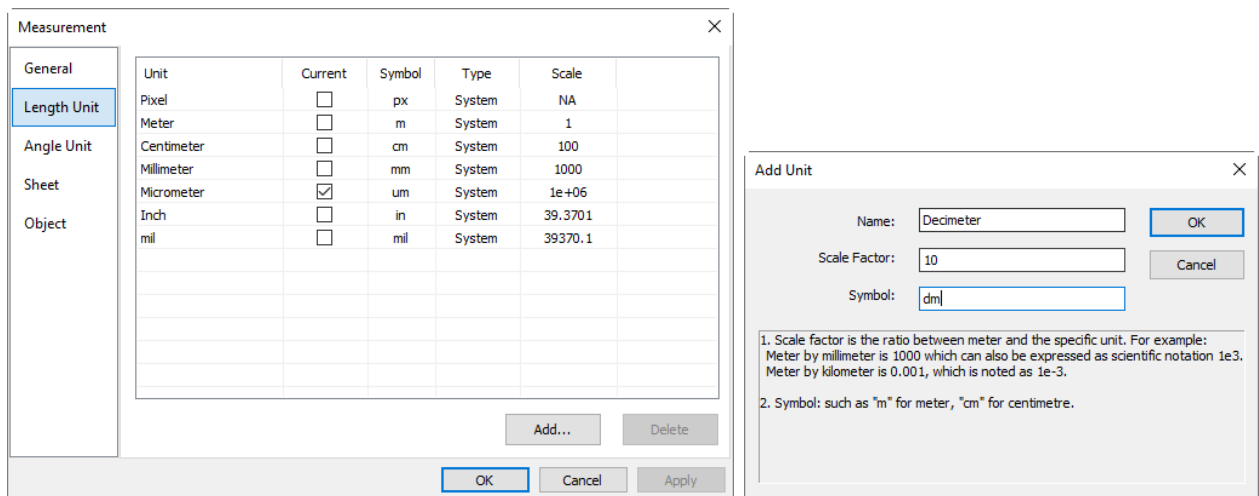 Measurement
General
Length Unit
Angle Unit
Sheet
Object
Unit Current Symbol Type Scale
Pixel px System NA
Meter m System 1
Centimeter cm System 100
Millimeter mm System 1000
Micrometer um System 1e+06
Inch in System 39.3701
mil mil System 39370.1
Add... Delete
OK Cancel Apply
Add Unit
Name: Decimeter OK
Scale Factor: 10 Cancel
Symbol: dm
1. Scale factor is the ratio between meter and the specific unit. For example:
Meter by millimeter is 1000 which can also be expressed as scientific notation 1e3.
Meter by kilometer is 0.001, which is noted as 1e-3.
2. Symbol: such as "m" for meter, "cm" for centimetre.